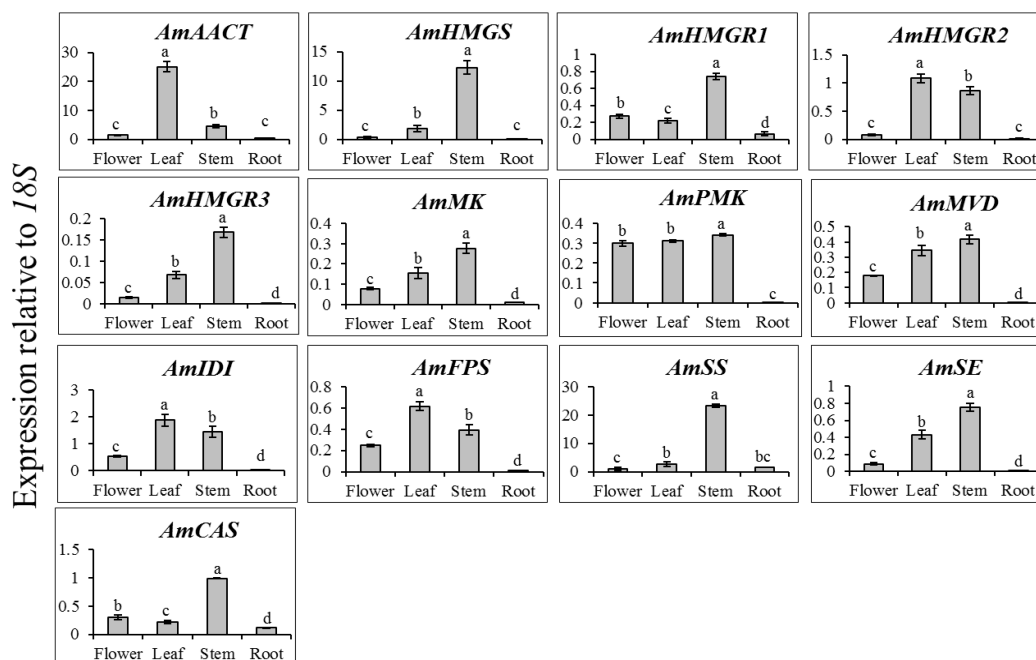 Expression relative to 18S
AmAACT
30
20
10
0
c
a
b
c
Flower Leaf Stem Root
AmHMGS
15
10
5
0
c
b
a
c
Flower Leaf Stem Root
AmHMGR1
1
0.8
0.6
0.4
0.2
0
b
c
a
d
Flower Leaf Stem Root
AmHMGR2
1.5
1
0.5
0
c
a
b
c
Flower Leaf Stem Root
AmHMGR3
0.2
0.15
0.1
0.05
0
c
b
a
d
Flower Leaf Stem Root
AmMK
0.4
0.3
0.2
0.1
0
c
b
a
d
Flower Leaf Stem Root
AmPMK
0.4
0.3
0.2
0.1
0
b
b
a
c
Flower Leaf Stem Root
AmMVD
0.5
0.4
0.3
0.2
0.1
0
c
b
a
d
Flower Leaf Stem Root
AmIDI
3
2
1
0
c
a
b
d
Flower Leaf Stem Root
AmFPS
0.8
0.6
0.4
0.2
0
c
a
b
d
Flower Leaf Stem Root
AmSS
30
20
10
0
c
b
a
bc
Flower Leaf Stem Root
AmSE
1
0.8
0.6
0.4
0.2
0
c
b
a
d
Flower Leaf Stem Root
AmCAS
1.5
1
0.5
0
b
c
a
d
Flower Leaf Stem Root